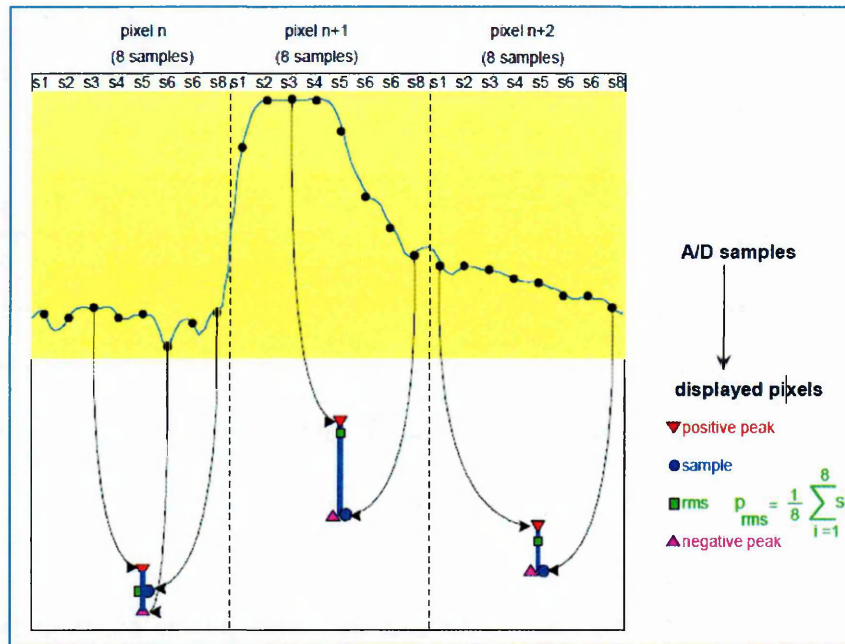 pixel n
(8 samples)
pixel n+1
(8 samples)
pixel n+2
(8 samples)
s1 s2 s3 s4 s5 s6 s6 s8 s1 s2 s3 s4 s5 s6 s6 s8 s1 s2 s3 s4 s5 s6 s6 s8
A/D samples
displayed pixels
positive peak
sample
rms p_rms = 1/8 8∑i=1 s
negative peak